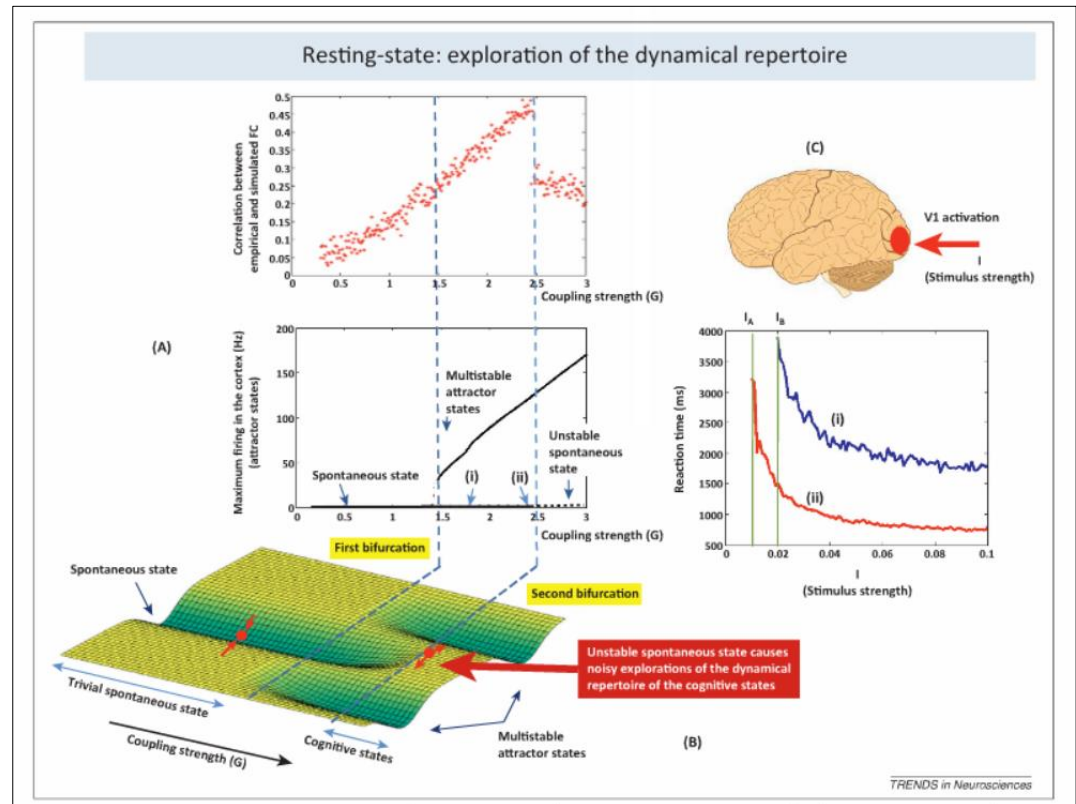 Resting-state: exploration of the dynamical repertoire
0.5
0.45
0.4
0.35
0.3
0.25
0.2
0.15
0.1
0.05
0
Correlation between
empirical and simulated FC
0 0.5 1 1.5 2 2.5 3
Coupling strength (G)
(C)
V1 activation
I
(Stimulus strength)
(A)
200
150
100
50
0
Maximum firing in the cortex (Hz)
(attractor states)
Multistable
attractor
states
Unstable
spontaneous
state
Spontaneous state
(i)
(ii)
0 0.5 1 1.5 2 2.5 3
Coupling strength (G)
IA IB
4000
3500
3000
2500
2000
1500
1000
500
Reaction time (ms)
(i)
(ii)
0 0.02 0.04 0.06 0.08 0.1
I
(Stimulus strength)
First bifurcation
Second bifurcation
Spontaneous state
Unstable spontaneous state causes
noisy explorations of the dynamical
repertoire of the cognitive states
Trivial spontaneous state
Coupling strength (G)
Cognitive states
Multistable
attractor states
(B)
TRENDS in Neurosciences